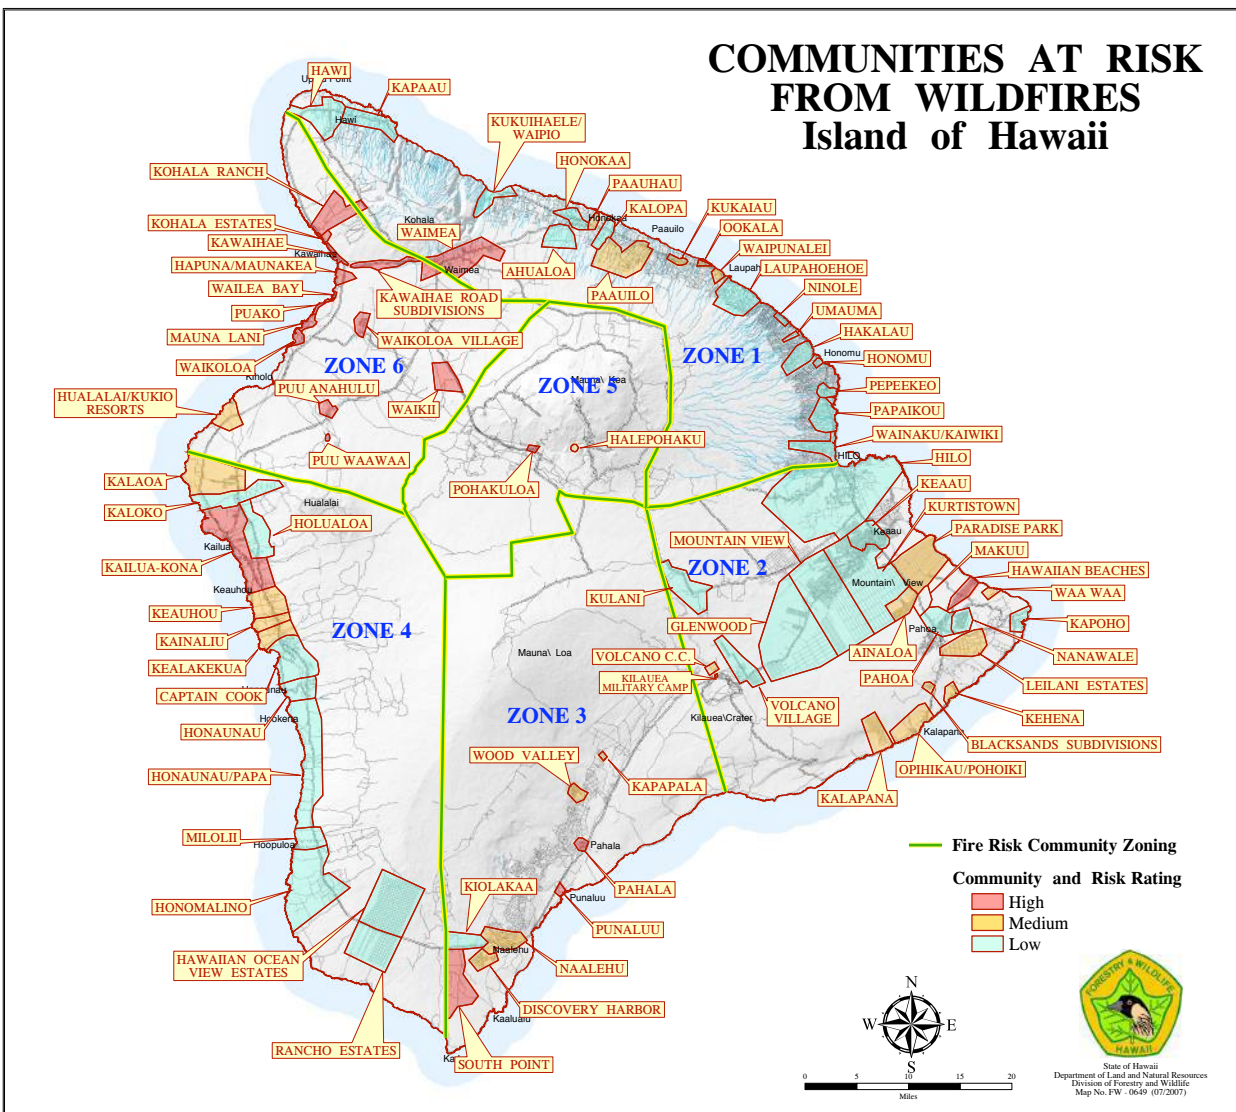 COMMUNITIES AT RISK
FROM WILDFIRES
Island of Hawaii
HAWI
KAPAAU
Hawi
KUKUIHAELE/
WAIPIO
HONOKAA
PAAUHAU
KALOPA
KUKAIAU
OOKALA
WAIPUNALEI
LAUPAHOEHOE
NINOLE
UMAUMA
HAKALAU
Honomu
HONOMU
PEPEEKEO
PAPAIKOU
WAINAKU/KAIWIKI
HILO
HILO
KEAAU
KURTISTOWN
PARADISE PARK
MAKUU
HAWAIIAN BEACHES
WAA WAA
KAPOHO
NANAWALE
LEILANI ESTATES
KEHENA
BLACKSANDS SUBDIVISIONS
OPIHIKAU/POHOIKI
KALAPANA
KOHALA RANCH
KOHALA ESTATES
KAWAIHAE
HAPUNA/MAUNAKEA
WAILEA BAY
PUAKO
MAUNA LANI
WAIKOLOA
HUALALAI/KUKIO
RESORTS
Kohala
WAIMEA
Waimea
Honokaa
Paauilo
Laupah
AHUALOA
PAAUILO
KAWAIHAE ROAD
SUBDIVISIONS
WAIKOLOA VILLAGE
ZONE 6
ZONE 1
ZONE 5
Mauna\ Kea
PUU ANAHULU
WAIKII
PUU WAAWAA
HALEPOHAKU
POHAKULOA
KALAOA
KALOKO
Hualalai
HOLUALOA
Kailua
KAILUA-KONA
Keauhou
KEAUHOU
KAINALIU
KEALAKEKUA
CAPTAIN COOK
HONAUNAU
Hookena
HONAUNAU/PAPA
MILOLII
Hoopuloa
HONOMALINO
HAWAIIAN OCEAN
VIEW ESTATES
RANCHO ESTATES
ZONE 4
MOUNTAIN VIEW
Keaau
ZONE 2
Mountain\ View
KULANI
GLENWOOD
Pahoa
AINALOA
PAHOA
Mauna\ Loa
VOLCANO C.C.
KILAUEA
MILITARY CAMP
VOLCANO
VILLAGE
Kilauea\Crater
Kalapana
ZONE 3
WOOD VALLEY
KAPAPALA
Pahala
PAHALA
KIOLAKAA
Punaluu
PUNALUU
Naalehu
NAALEHU
DISCOVERY HARBOR
Kaalualu
SOUTH POINT
Fire Risk Community Zoning
Community and Risk Rating
High
Medium
Low
N
W
E
S
0 5 10 15 20
Miles
FORESTRY & WILDLIFE
HAWAII
State of Hawaii
Department of Land and Natural Resources
Division of Forestry and Wildlife
Map No. FW - 0649 (07/2007)